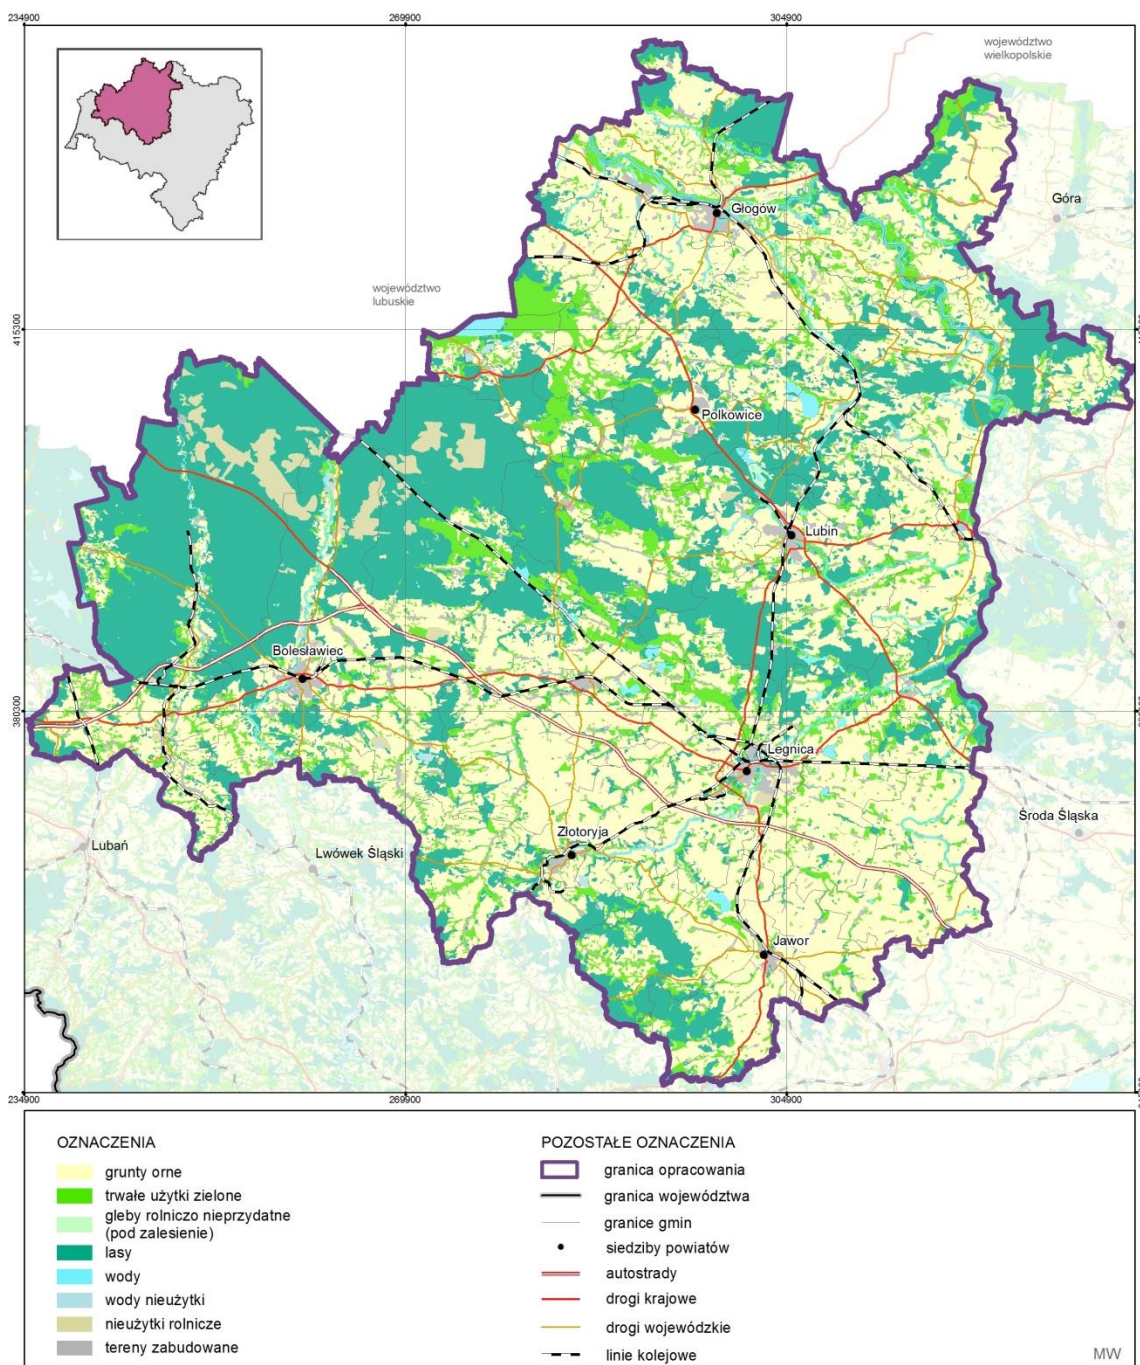 234900
269900
304900
województwo
wielkopolskie
Góra
Głogów
województwo
lubuskie
415300
Polkowice
Lubin
Bolesławiec
380300
Legnica
Środa Śląska
Złotoryja
Lubań
Lwówek Śląski
Jawor
234900
269900
304900
OZNACZENIA
grunty orne
trwałe użytki zielone
gleby rolniczo nieprzydatne
(pod zalesienie)
lasy
wody
wody nieużytki
nieużytki rolnicze
tereny zabudowane
POZOSTAŁE OZNACZENIA
granica opracowania
granica województwa
granice gmin
siedziby powiatów
autostrady
drogi krajowe
drogi wojewódzkie
linie kolejowe
MW